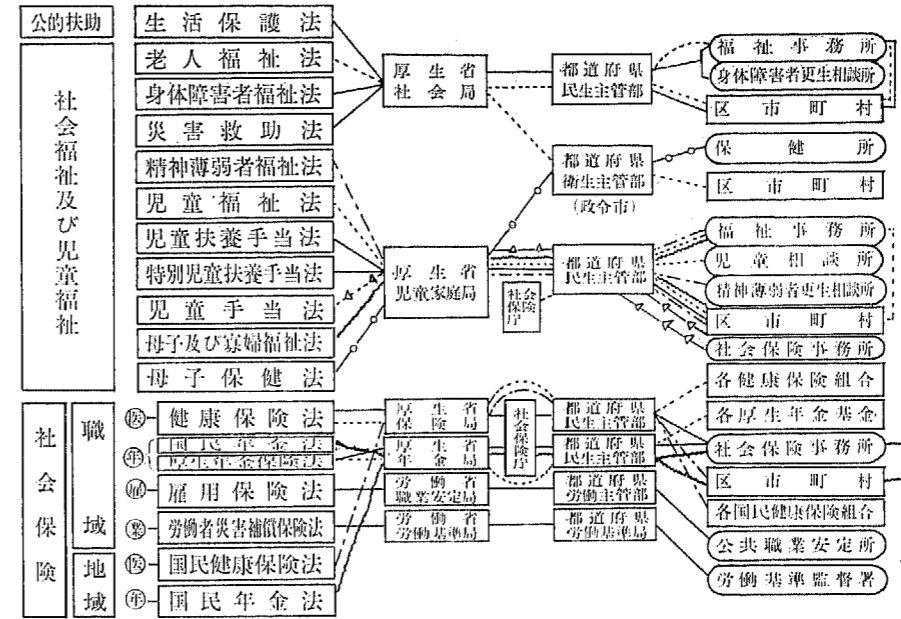 公的扶助
社会福祉及び児童福祉
社会保険
職域
地域
生活保護法
老人福祉法
身体障害者福祉法
災害救助法
精神薄弱者福祉法
児童福祉法
児童扶養手当法
特別児童扶養手当法
児童手当法
母子及び寡婦福祉法
母子保健法
医 健康保険法
年 国民年金法
厚生年金保険法
雇 雇用保険法
業 労働者災害補償保険法
医 国民健康保険法
年 国民年金法
厚生省
社会局
厚生省
児童家庭局
厚生省
保険局
厚生省
年金局
労働省
職業安定局
労働省
労働基準局
社会保険庁
社会保険庁
都道府県
民生主管部
都道府県
衛生主管部
(政令市)
都道府県
民生主管部
都道府県
民生主管部
都道府県
民生主管部
都道府県
労働主管部
都道府県
労働基準局
福祉事務所
身体障害者更生相談所
区市町村
保健所
区市町村
福祉事務所
児童相談所
精神薄弱者更生相談所
区市町村
社会保険事務所
各健康保険組合
各厚生年金基金
社会保険事務所
区市町村
各国民健康保険組合
公共職業安定所
労働基準監督署